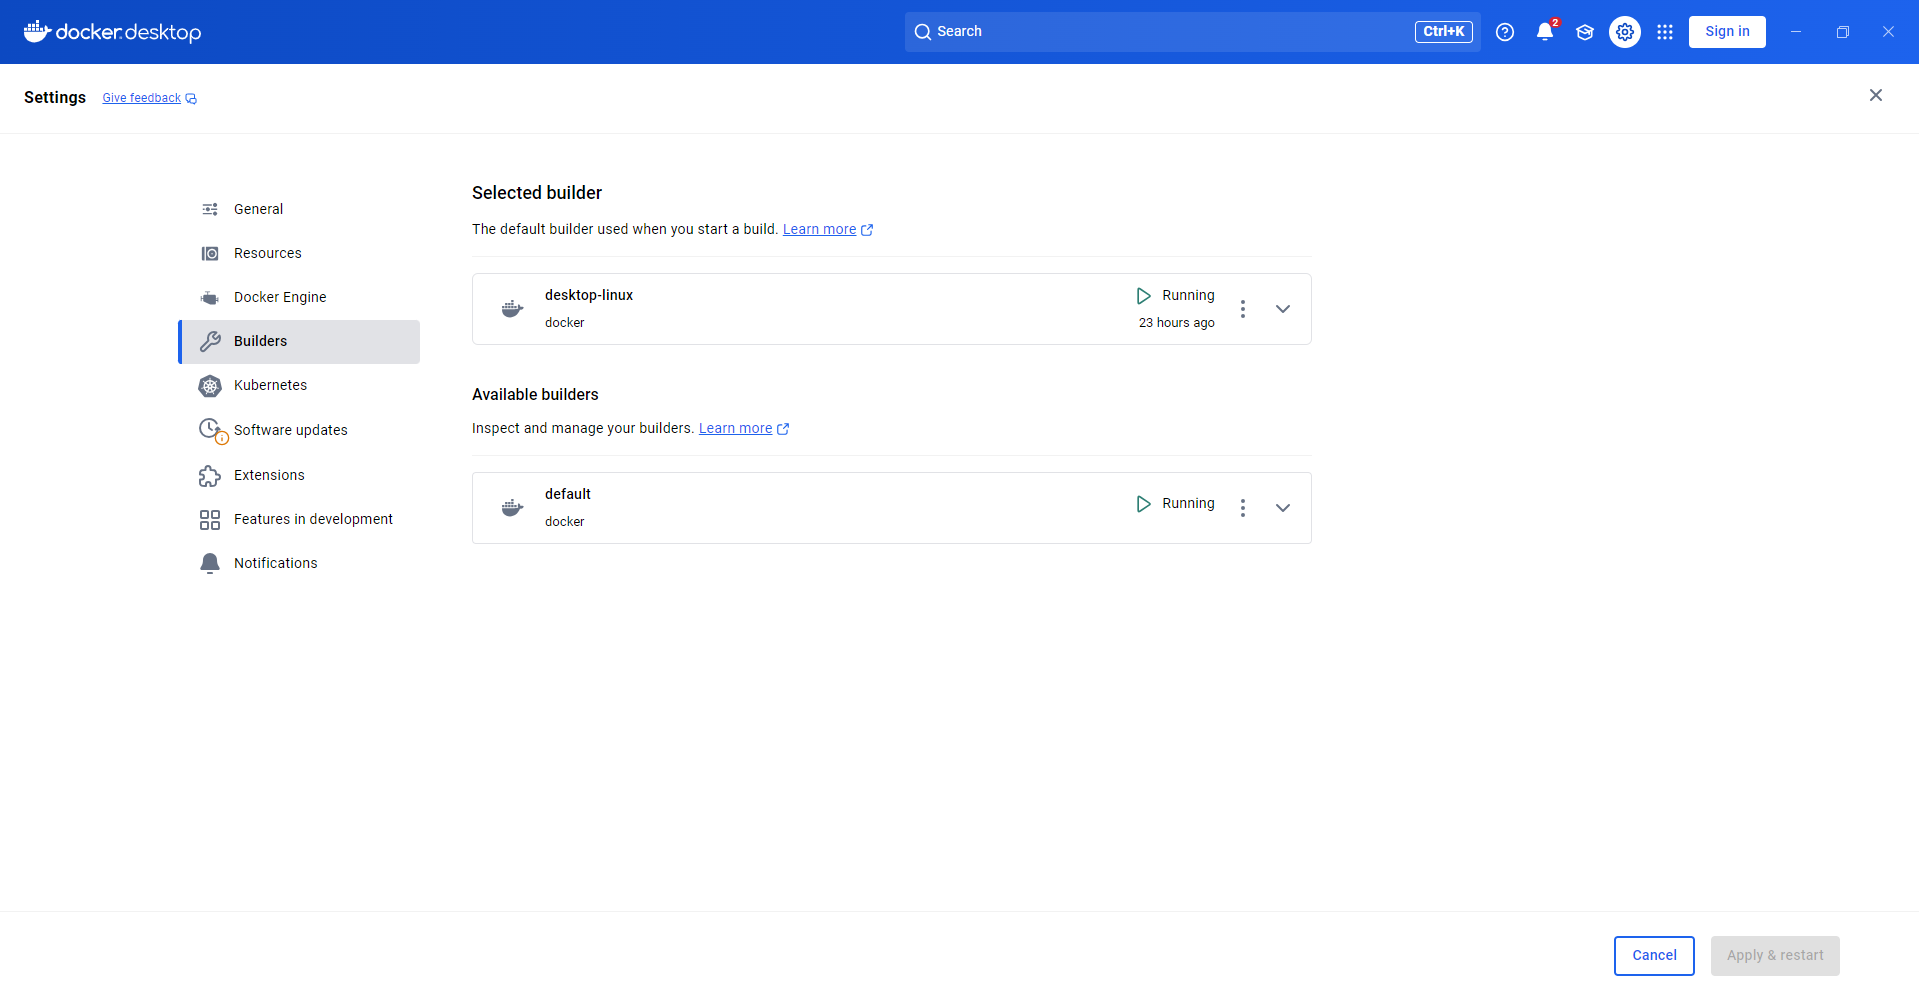 docker.desktop
Search
Ctrl+K
2
Sign in
Settings
Give feedback
General
Resources
Docker Engine
Builders
Kubernetes
Software updates
Extensions
Features in development
Notifications
Selected builder
The default builder used when you start a build. Learn more
desktop-linux
Running
docker
23 hours ago
Available builders
Inspect and manage your builders. Learn more
default
Running
docker
Cancel
Apply & restart